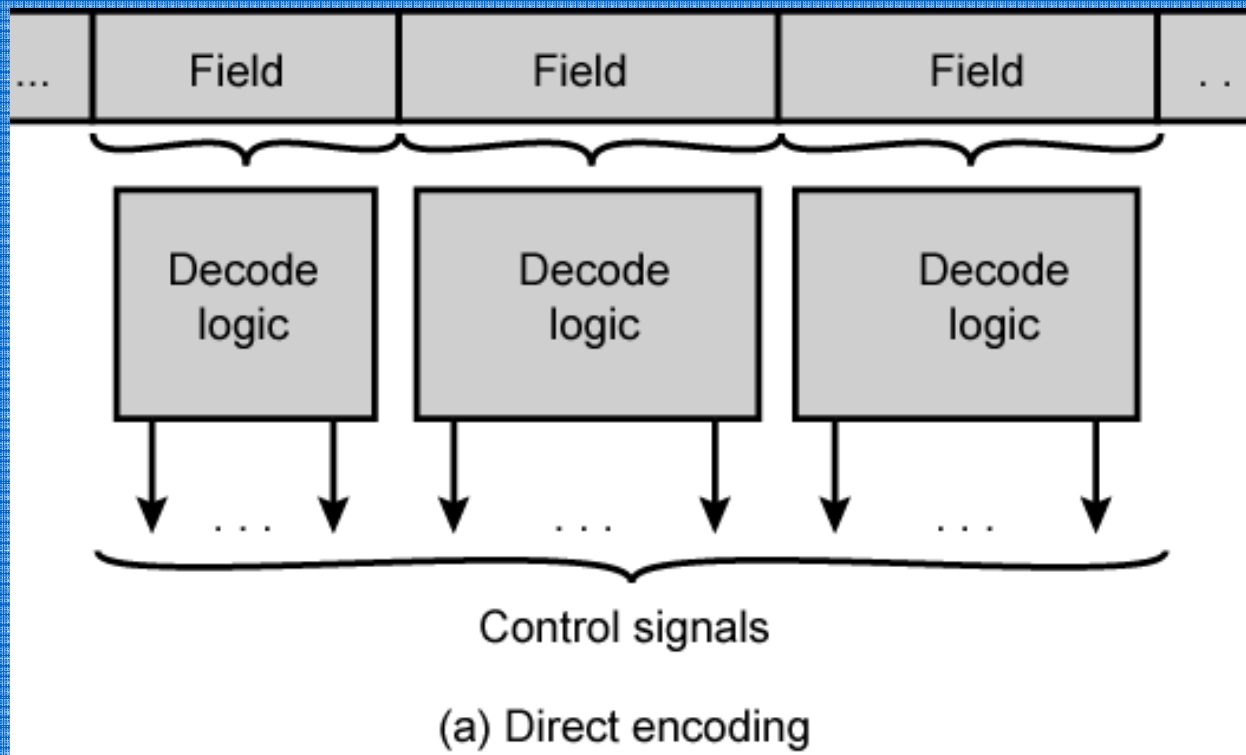 ... Field Field Field . .
Decode Decode Decode
logic logic logic
. . . . . . . . .
Control signals
(a) Direct encoding